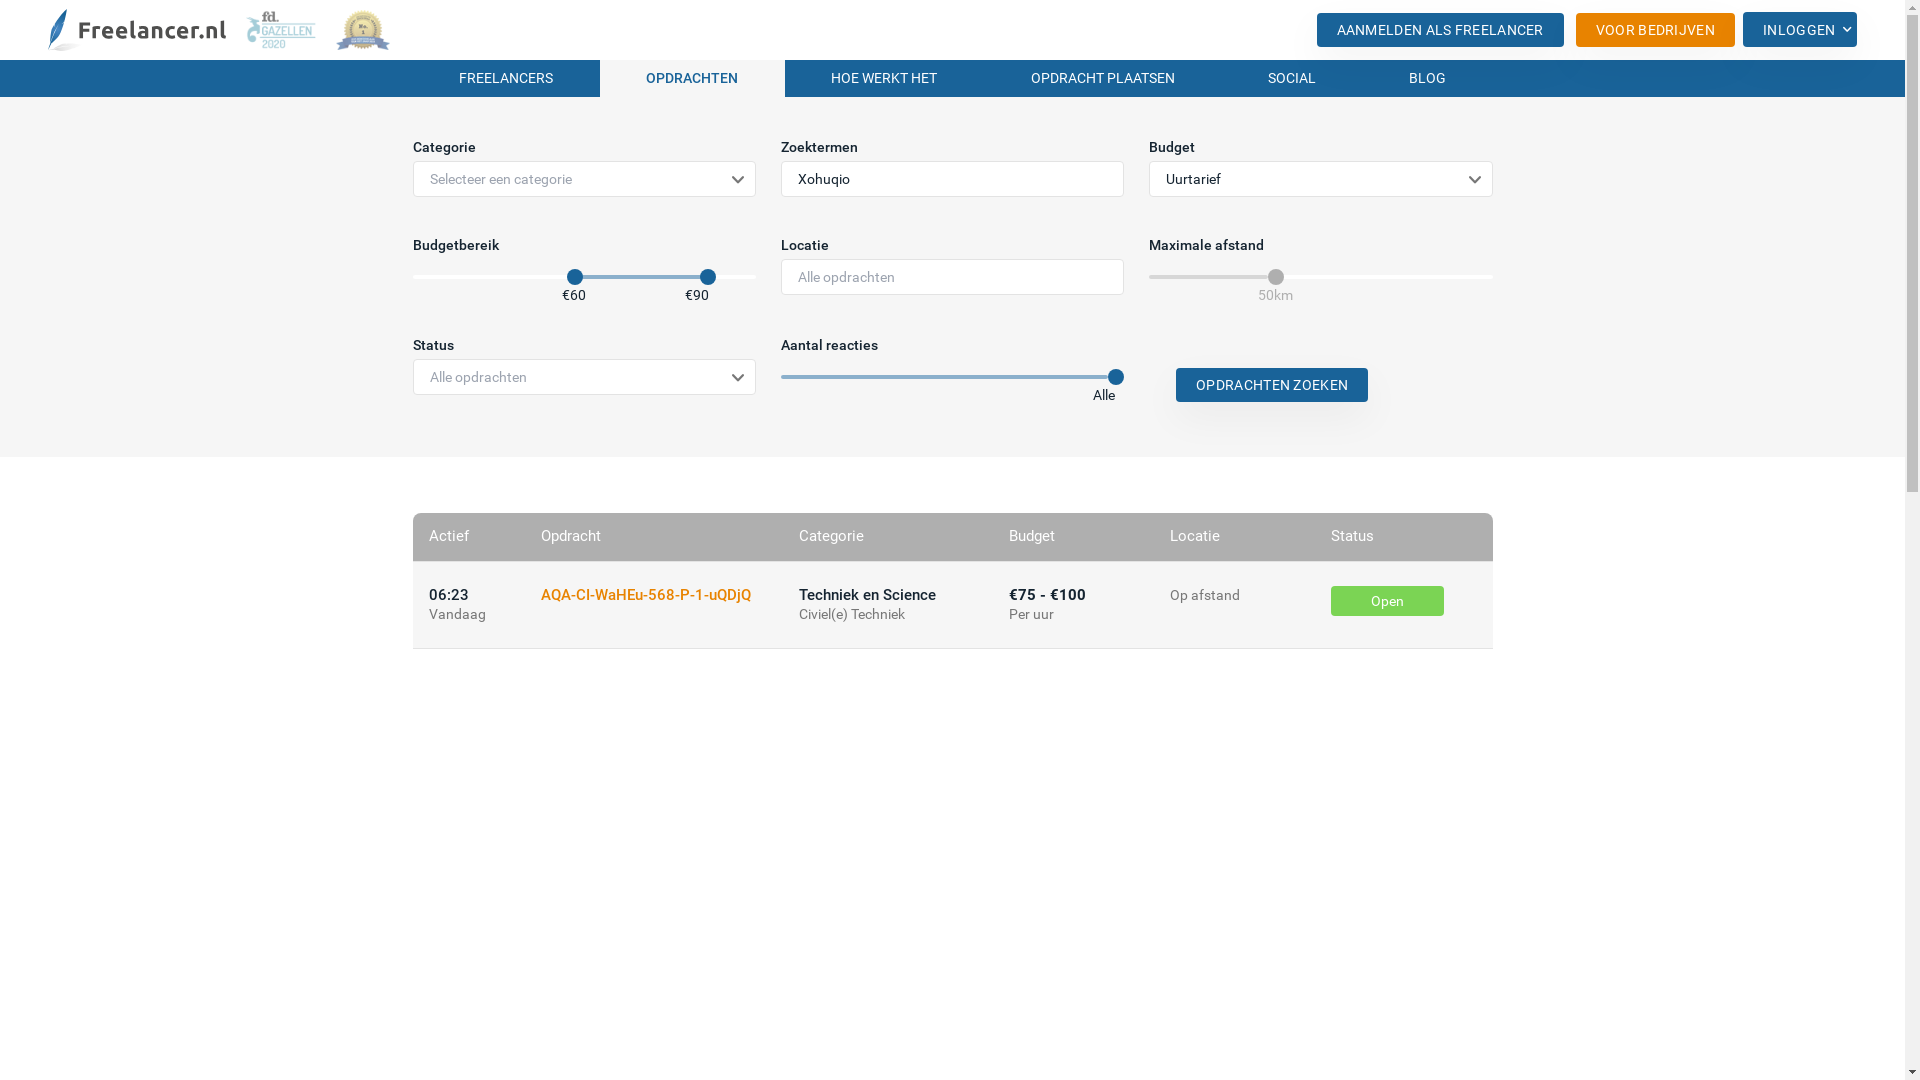 Freelancer.nl
fd.
GAZELLEN
2020
AANMELDEN ALS FREELANCER
VOOR BEDRIJVEN
INLOGGEN
FREELANCERS
OPDRACHTEN
HOE WERKT HET
OPDRACHT PLAATSEN
SOCIAL
BLOG
Categorie
Zoektermen
Budget
Selecteer een categorie
Xohuqio
Uurtarief
Budgetbereik
Locatie
Maximale afstand
Alle opdrachten
€60
€90
50km
Status
Aantal reacties
Alle opdrachten
Alle
OPDRACHTEN ZOEKEN
Actief
Opdracht
Categorie
Budget
Locatie
Status
06:23
AQA-CI-WaHEu-568-P-1-uQDjQ
Techniek en Science
€75 - €100
Op afstand
Open
Vandaag
Civiel(e) Techniek
Per uur